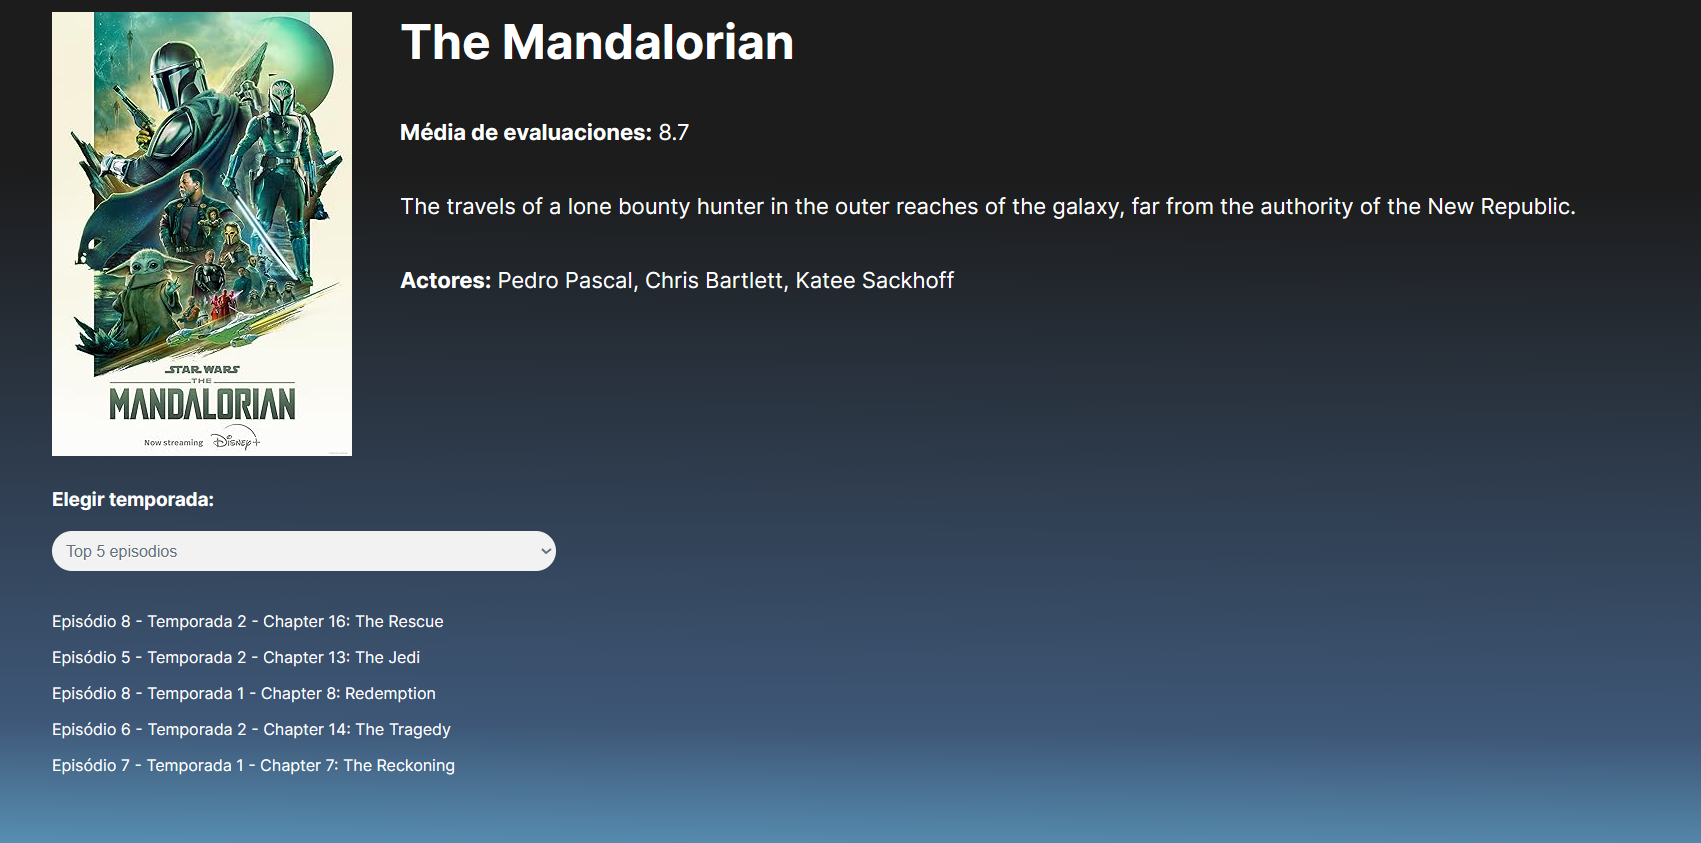 The Mandalorian
Média de evaluaciones: 8.7
The travels of a lone bounty hunter in the outer reaches of the galaxy, far from the authority of the New Republic.
Actores: Pedro Pascal, Chris Bartlett, Katee Sackhoff
STAR WARS
THE
MANDALORIAN
Now streaming Disney+
Elegir temporada:
Top 5 episodios
Episódio 8 - Temporada 2 - Chapter 16: The Rescue
Episódio 5 - Temporada 2 - Chapter 13: The Jedi
Episódio 8 - Temporada 1 - Chapter 8: Redemption
Episódio 6 - Temporada 2 - Chapter 14: The Tragedy
Episódio 7 - Temporada 1 - Chapter 7: The Reckoning